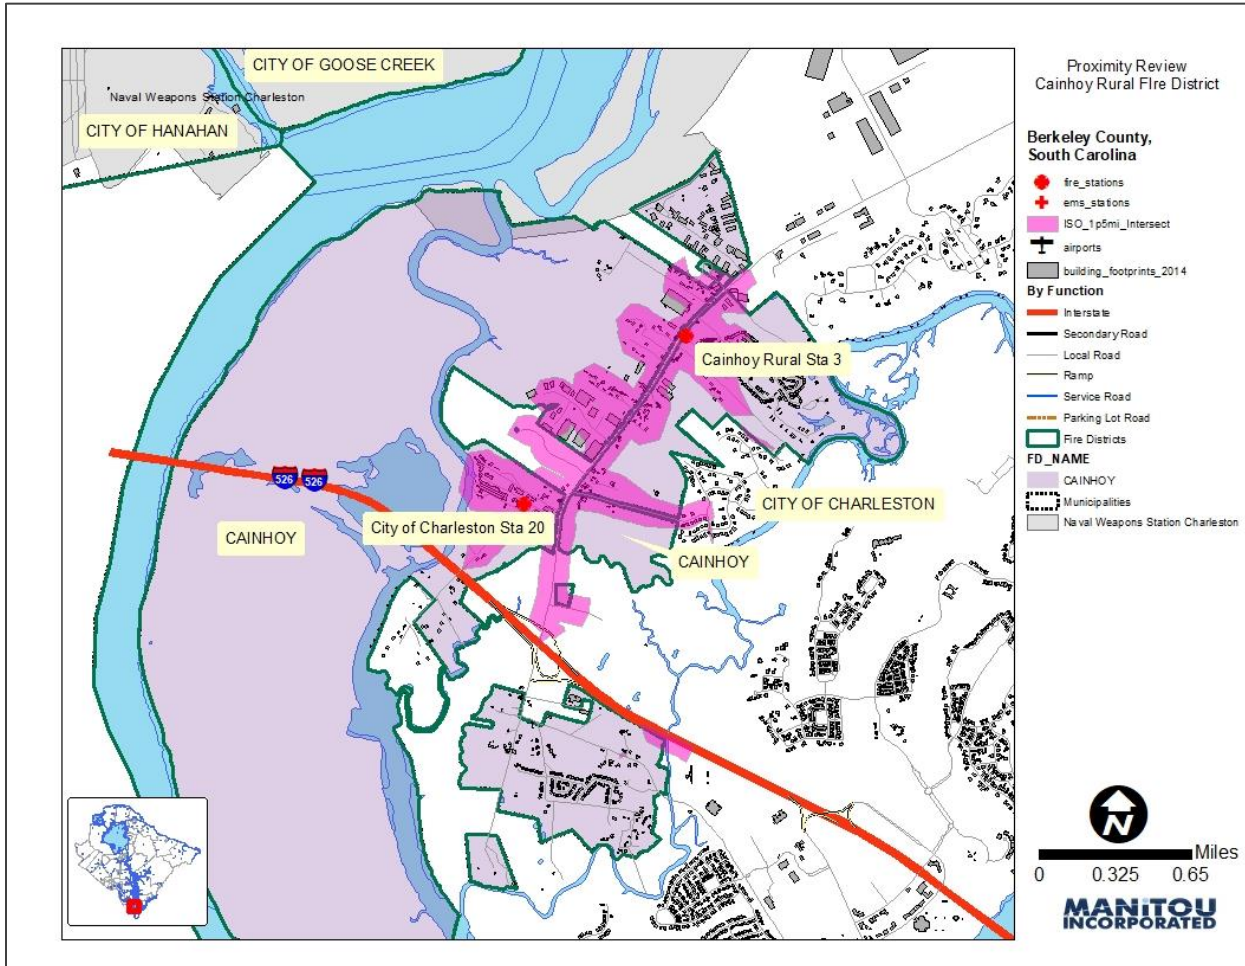 CITY OF GOOSE CREEK
Naval Weapons Station Charleston
CITY OF HANAHAN
Cainhoy Rural Sta 3
526
526
City of Charleston Sta 20
CITY OF CHARLESTON
CAINHOY
CAINHOY
Proximity Review
Cainhoy Rural FIre District
Berkeley County,
South Carolina
fire_stations
ems_stations
ISO_1p5mi_Intersect
airports
building_footprints_2014
By Function
Interstate
Secondary Road
Local Road
Ramp
Service Road
Parking Lot Road
Fire Districts
FD_NAME
CAINHOY
Municipalities
Naval Weapons Station Charleston
N
Miles
0 0.325 0.65
MANITOU
INCORPORATED